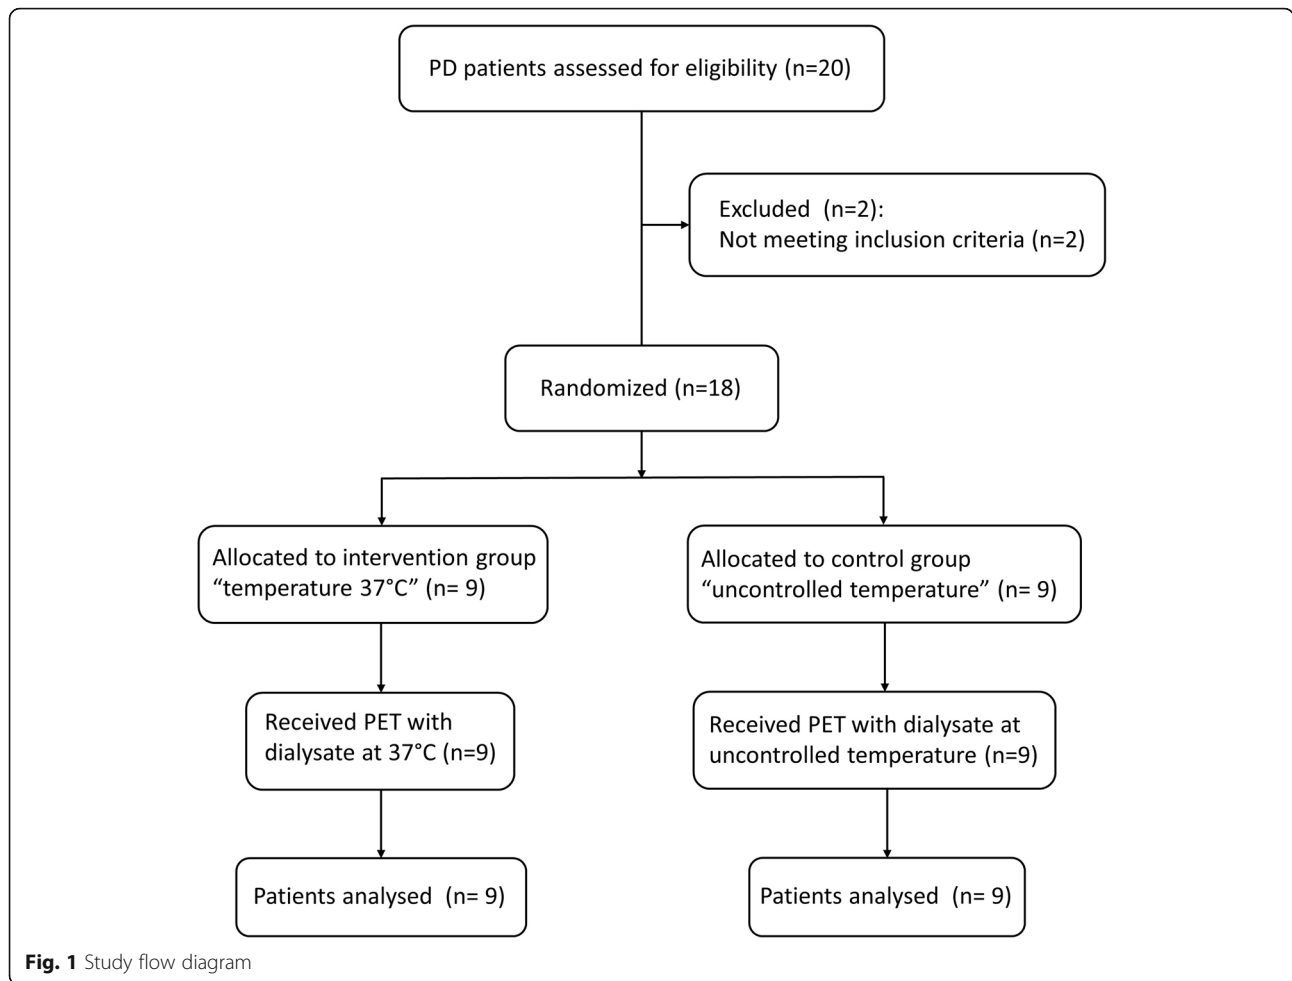 PD patients assessed for eligibility (n=20)
Excluded  (n=2):
Not meeting inclusion criteria (n=2)
Randomized (n=18)
Allocated to intervention group
“temperature 37°C” (n= 9)
Allocated to control group
“uncontrolled temperature” (n= 9)
Received PET with
dialysate at 37°C (n=9)
Received PET with dialysate at
uncontrolled temperature (n=9)
Patients analysed  (n= 9)
Patients analysed  (n= 9)
Fig. 1 Study flow diagram